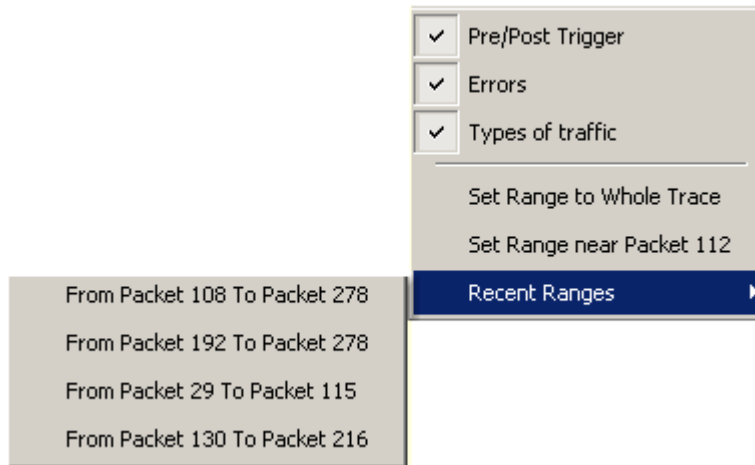 Pre/Post Trigger
Errors
Types of traffic
Set Range to Whole Trace
Set Range near Packet 112
Recent Ranges
From Packet 108 To Packet 278
From Packet 192 To Packet 278
From Packet 29 To Packet 115
From Packet 130 To Packet 216